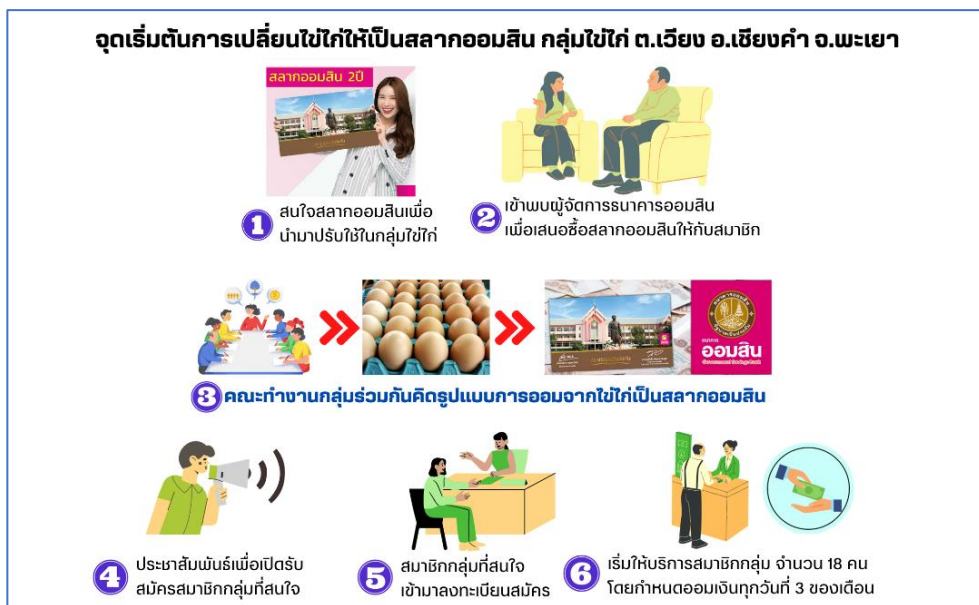 จุดเริ่มต้นการเปลี่ยนไข่ไก่ให้เป็นสลากออมสิน กลุ่มไข่ไก่ ต.เวียง อ.เชียงคำ จ.พะเยา
สลากออมสิน 2ปี
1 สนใจสลากออมสินเพื่อ
นำมาปรับใช้ในกลุ่มไข่ไก่
2 เข้าพบผู้จัดการธนาคารออมสิน
เพื่อเสนอซื้อสลากออมสินให้กับสมาชิก
ธนาคาร
ออมสิน
Government Savings Bank
3 คณะทำงานกลุ่มร่วมกันคิดรูปแบบการออมจากไข่ไก่เป็นสลากออมสิน
4 ประชาสัมพันธ์เพื่อเปิดรับ
สมัครสมาชิกกลุ่มที่สนใจ
5 สมาชิกกลุ่มที่สนใจ
เข้ามาลงทะเบียนสมัคร
6 เริ่มให้บริการสมาชิกกลุ่ม จำนวน 18 คน
โดยกำหนดออมเงินทุกวันที่ 3 ของเดือน